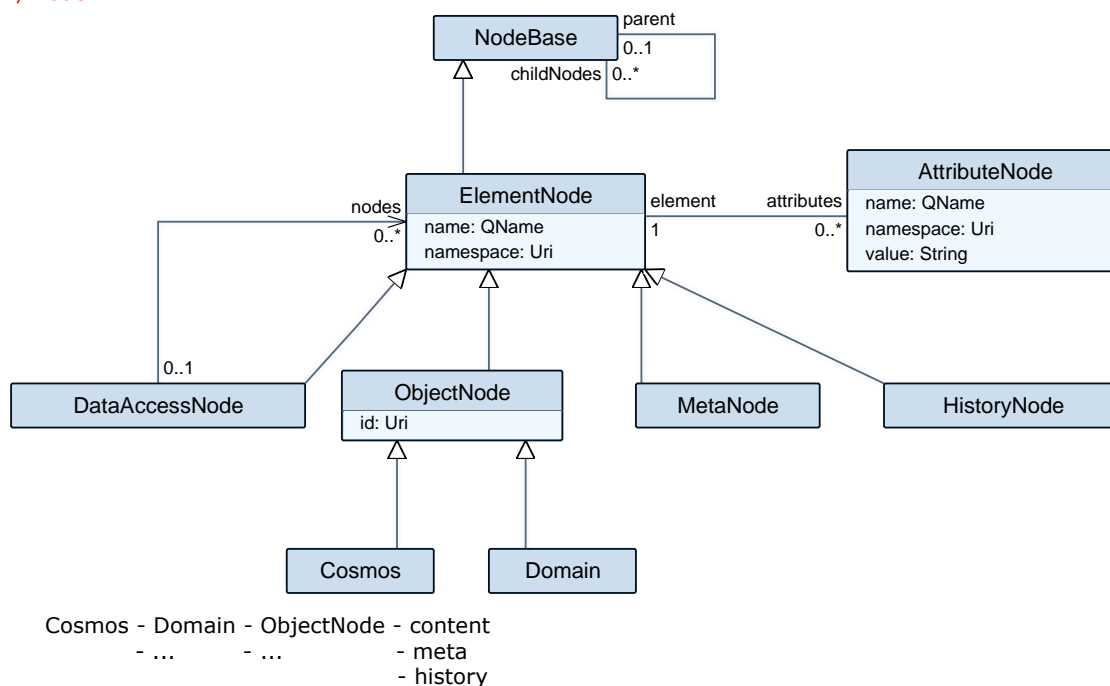 NodeBase
parent
0..1
childNodes
0..*
ElementNode
name: QName
namespace: Uri
nodes
0..*
element
1
attributes
0..*
AttributeNode
name: QName
namespace: Uri
value: String
0..1
DataAccessNode
ObjectNode
id: Uri
MetaNode
HistoryNode
Cosmos
Domain
Cosmos - Domain - ObjectNode - content
- ... - ... - meta
- history